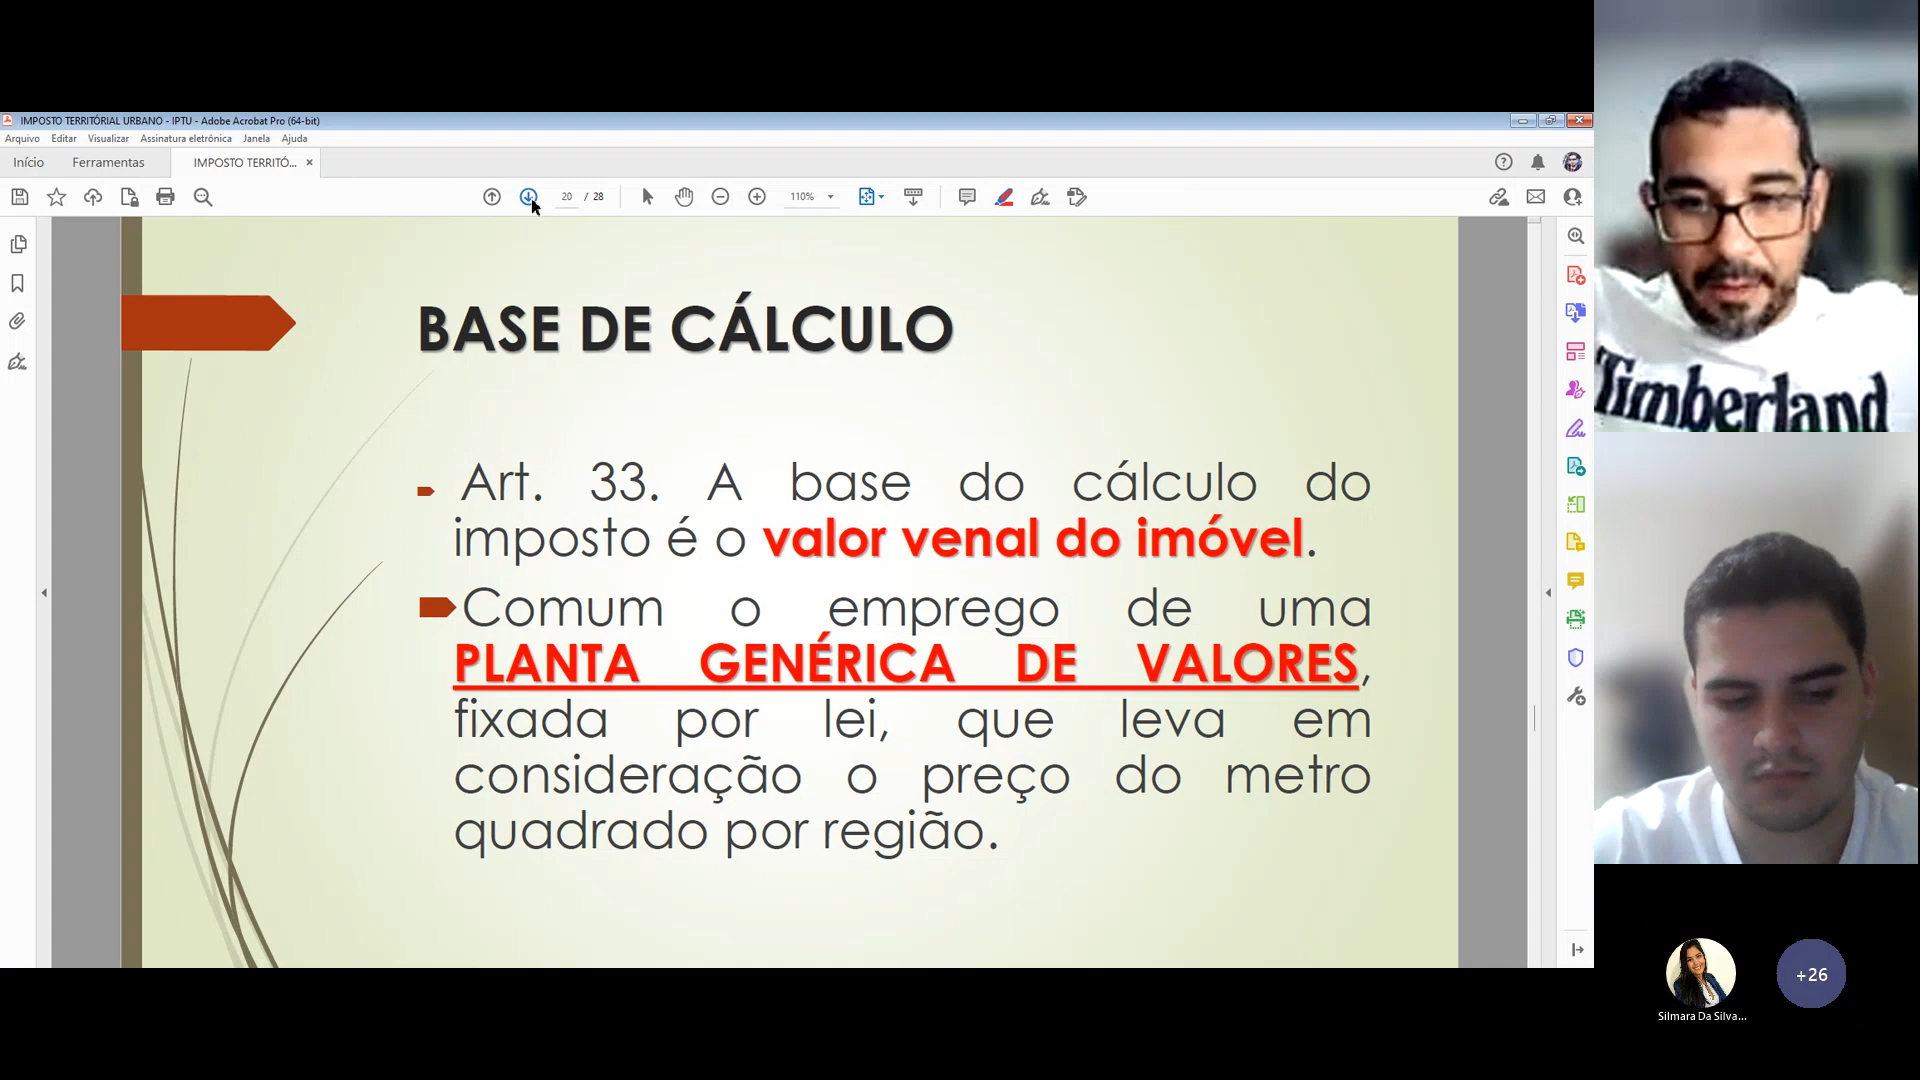 IMPOSTO TERRITÓRIAL URBANO - IPTU - Adobe Acrobat Pro (64-bit)
Arquivo Editar Visualizar Assinatura eletrônica Janela Ajuda
Início Ferramentas IMPOSTO TERRITÓ... ×
20 / 28 110%
BASE DE CÁLCULO
Art. 33. A base do cálculo do
imposto é o valor venal do imóvel.
Comum o emprego de uma
PLANTA GENÉRICA DE VALORES,
fixada por lei, que leva em
consideração o preço do metro
quadrado por região.
Timberland
+26
Silmara Da Silva...